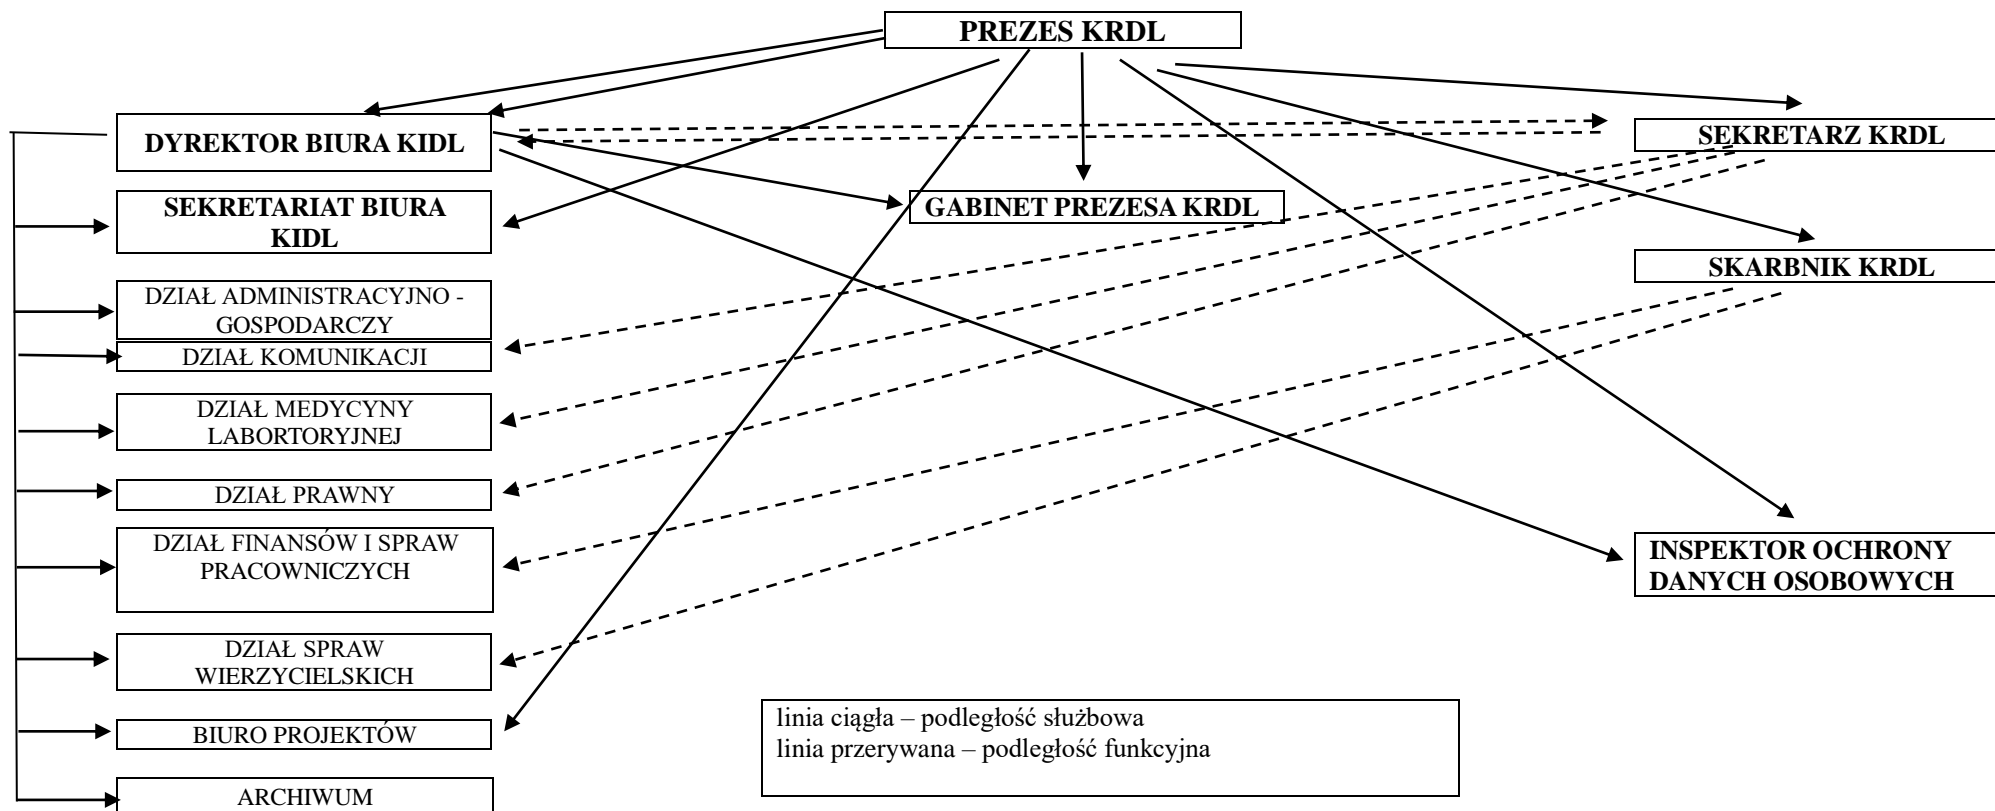 PREZES KRDL
DYREKTOR BIURA KIDL
SEKRETARZ KRDL
SEKRETARIAT BIURA
KIDL
GABINET PREZESA KRDL
SKARBNIK KRDL
DZIAŁ ADMINISTRACYJNO -
GOSPODARCZY
DZIAŁ KOMUNIKACJI
DZIAŁ MEDYCYNY
LABORTORYJNEJ
DZIAŁ PRAWNY
DZIAŁ FINANSÓW I SPRAW
PRACOWNICZYCH
INSPEKTOR OCHRONY
DANYCH OSOBOWYCH
DZIAŁ SPRAW
WIERZYCIELSKICH
BIURO PROJEKTÓW
ARCHIWUM
linia ciągła – podległość służbowa
linia przerywana – podległość funkcyjna